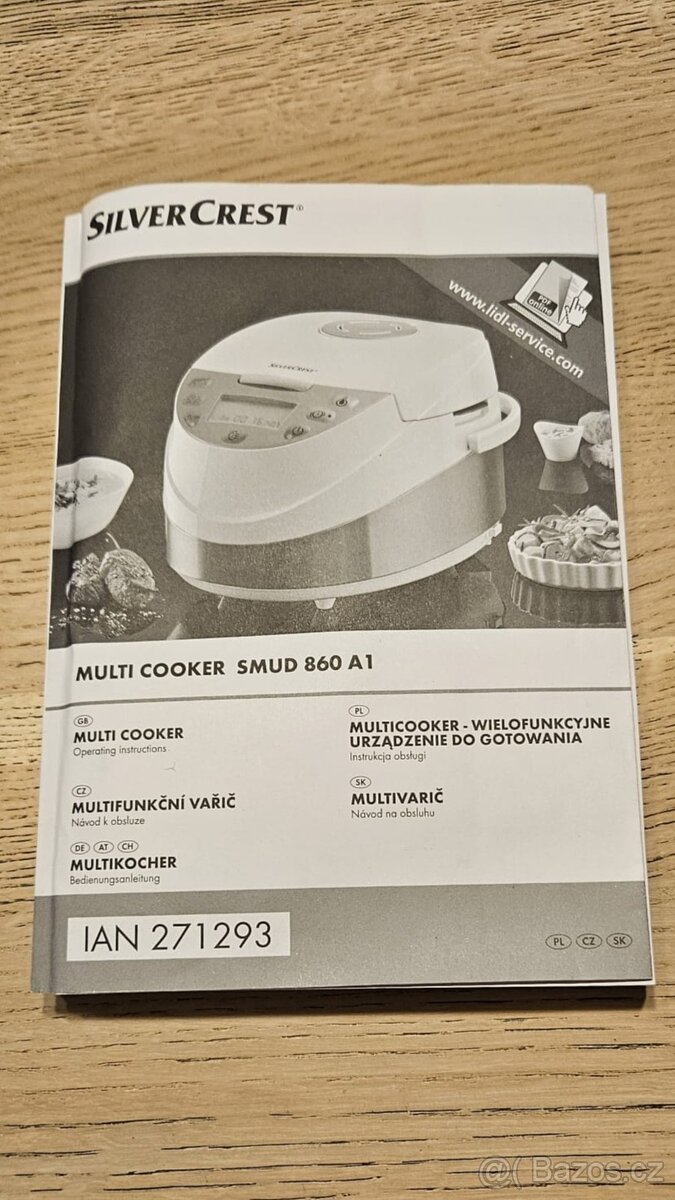 SILVERCREST®
www.lidl-service.com
PDF
online
SILVERCREST
MULTI COOKER SMUD 860 A1
GB
MULTI COOKER
Operating instructions
PL
MULTICOOKER - WIELOFUNKCYJNE
URZĄDZENIE DO GOTOWANIA
Instrukcja obsługi
CZ
MULTIFUNKČNÍ VAŘIČ
Návod k obsluze
SK
MULTIVARIČ
Návod na obsluhu
DE AT CH
MULTIKOCHER
Bedienungsanleitung
IAN 271293
PL CZ SK
@( Bazos.cz